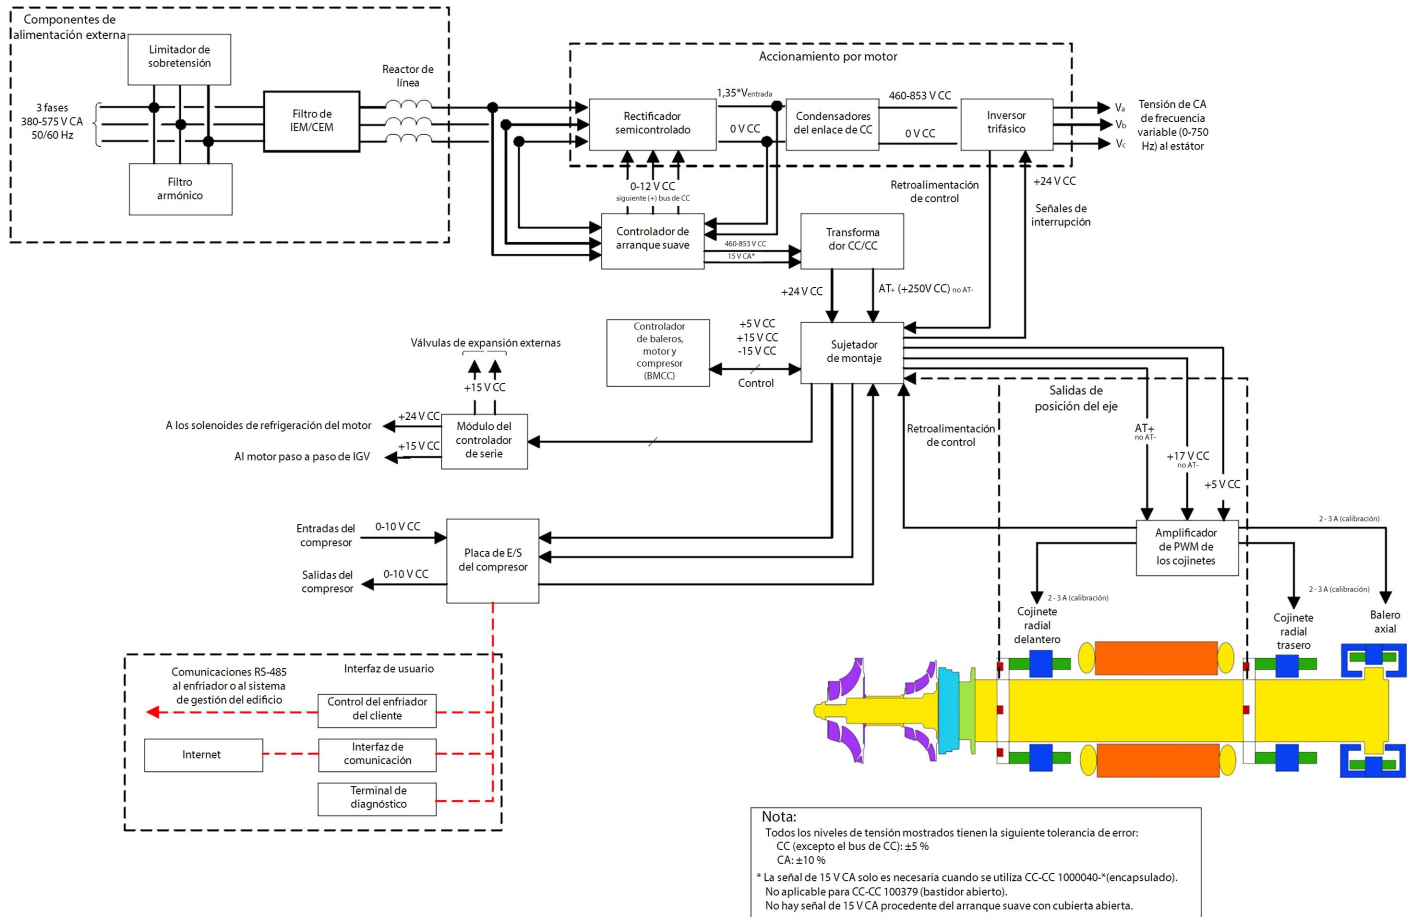 Componentes de
alimentación externa
Limitador de
sobretensión
3 fases
380-575 V CA
50/60 Hz
Filtro de
IEM/CEM
Filtro
armónico
Reactor de
línea
Accionamiento por motor
Rectificador
semicontrolado
1,35*Ventrada
0 V CC
Condensadores
del enlace de CC
460-853 V CC
0 V CC
Inversor
trifásico
Va
Vb
Vc
Tensión de CA
de frecuencia
variable (0-750
Hz) al estátor
0-12 V CC
siguiente (+) bus de CC
Controlador de
arranque suave
460-853 V CC
15 V CA*
Transforma
dor CC/CC
Retroalimentación
de control
+24 V CC
Señales de
interrupción
+24 V CC
AT+ (+250V CC) no AT-
Controlador
de baleros,
motor y
compresor
(BMCC)
+5 V CC
+15 V CC
-15 V CC
Control
Sujetador
de montaje
Válvulas de expansión externas
+15 V CC
A los solenoides de refrigeración del motor
+24 V CC
Al motor paso a paso de IGV
+15 V CC
Módulo del
controlador
de serie
Retroalimentación
de control
Salidas de
posición del eje
AT+
no AT-
+17 V CC
no AT-
+5 V CC
Entradas del
compresor
0-10 V CC
Salidas del
compresor
0-10 V CC
Placa de E/S
del compresor
Amplificador
de PWM de
los cojinetes
2 - 3 A (calibración)
2 - 3 A (calibración)
2 - 3 A (calibración)
Cojinete
radial
delantero
Cojinete
radial
trasero
Balero
axial
Comunicaciones RS-485
al enfriador o al sistema
de gestión del edificio
Interfaz de usuario
Control del enfriador
del cliente
Internet
Interfaz de
comunicación
Terminal de
diagnóstico
Nota:
Todos los niveles de tensión mostrados tienen la siguiente tolerancia de error:
CC (excepto el bus de CC): ±5 %
CA: ±10 %
* La señal de 15 V CA solo es necesaria cuando se utiliza CC-CC 1000040-*(encapsulado).
No aplicable para CC-CC 100379 (bastidor abierto).
No hay señal de 15 V CA procedente del arranque suave con cubierta abierta.